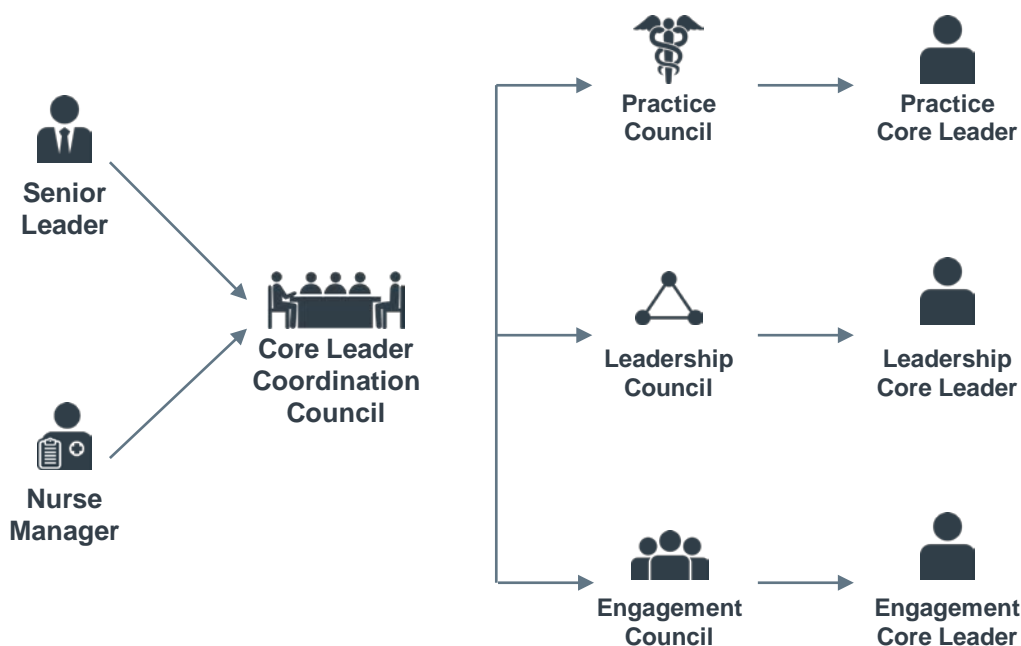 Senior
Leader
Nurse
Manager
Core Leader
Coordination
Council
Practice
Council
Practice
Core Leader
Leadership
Council
Leadership
Core Leader
Engagement
Council
Engagement
Core Leader